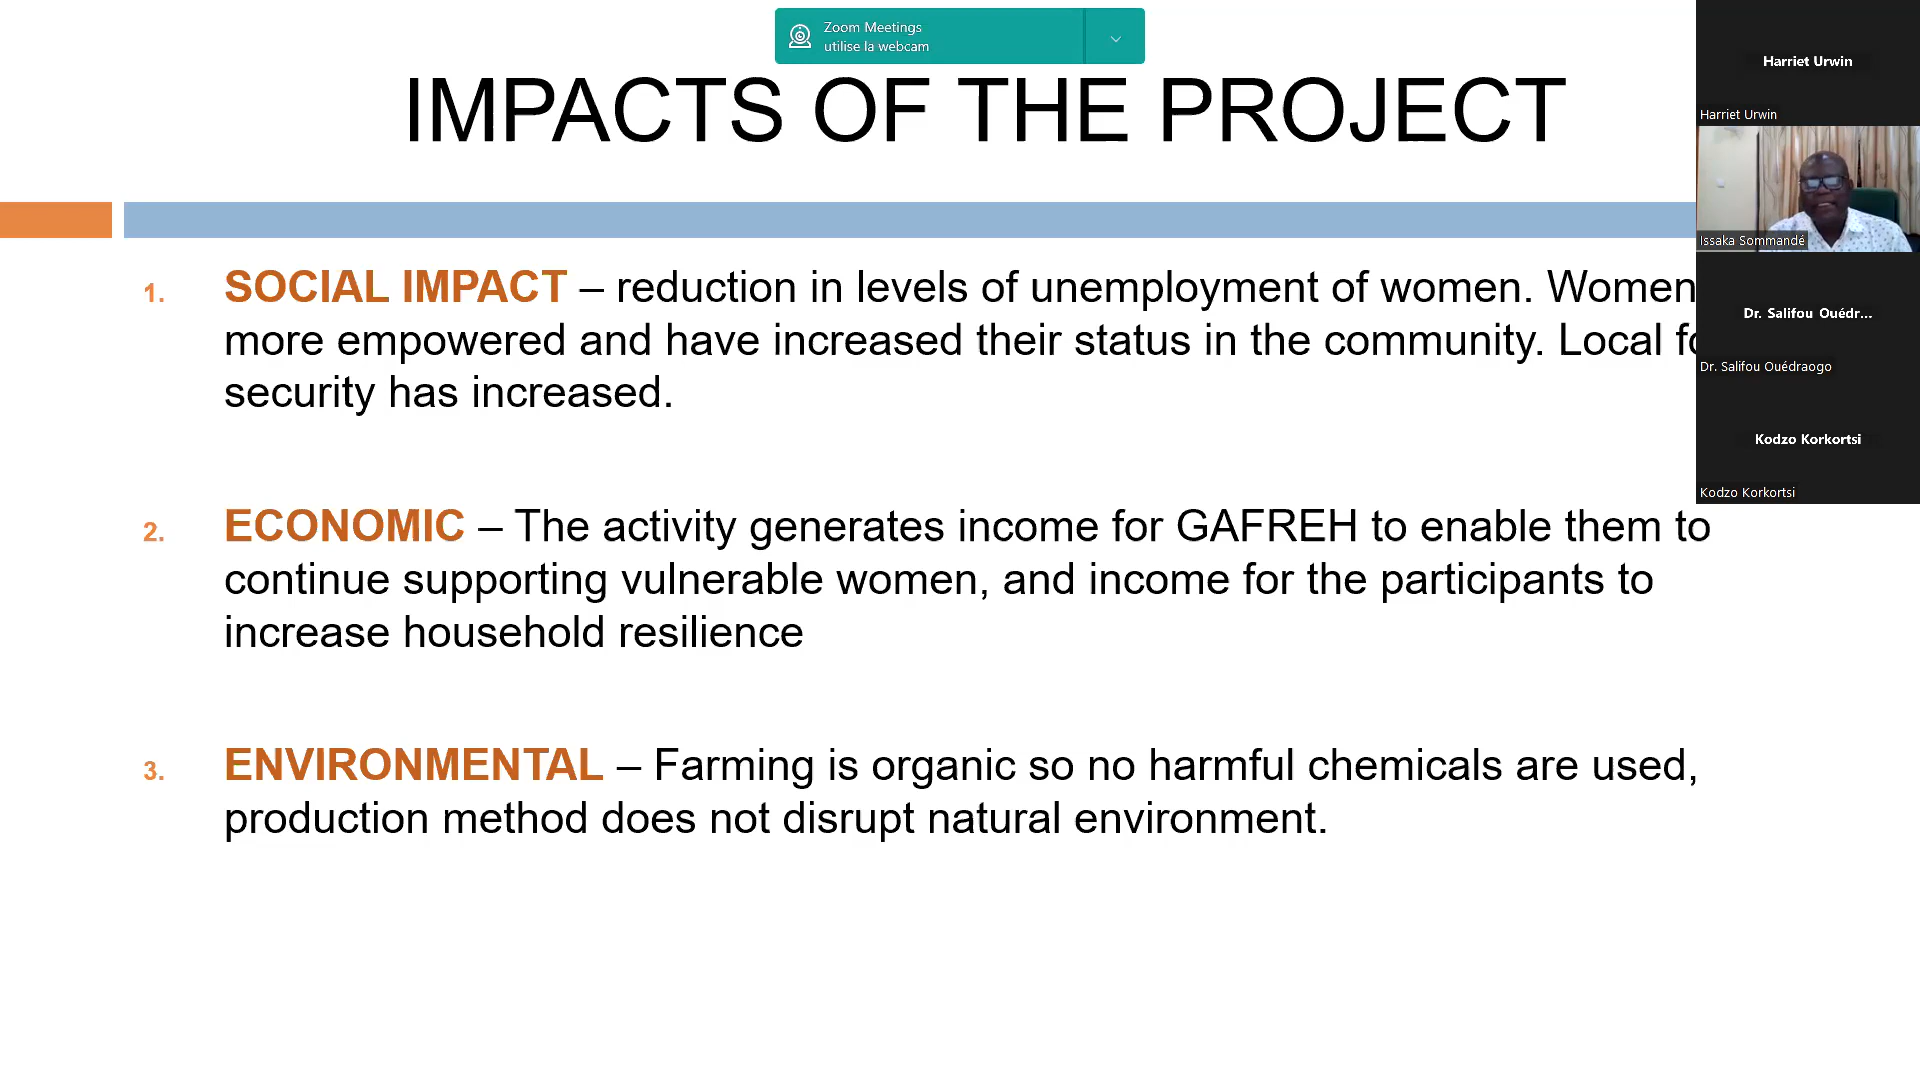 Zoom Meetings
utilise la webcam
IMPACTS OF THE PROJECT
1. SOCIAL IMPACT – reduction in levels of unemployment of women. Women
more empowered and have increased their status in the community. Local
security has increased.
2. ECONOMIC – The activity generates income for GAFREH to enable them to
continue supporting vulnerable women, and income for the participants to
increase household resilience
3. ENVIRONMENTAL – Farming is organic so no harmful chemicals are used,
production method does not disrupt natural environment.
Harriet Urwin
Harriet Urwin
Issaka Sommandé
Dr. Salifou Ouédr...
Dr. Salifou Ouédraogo
Kodzo Korkortsi
Kodzo Korkortsi